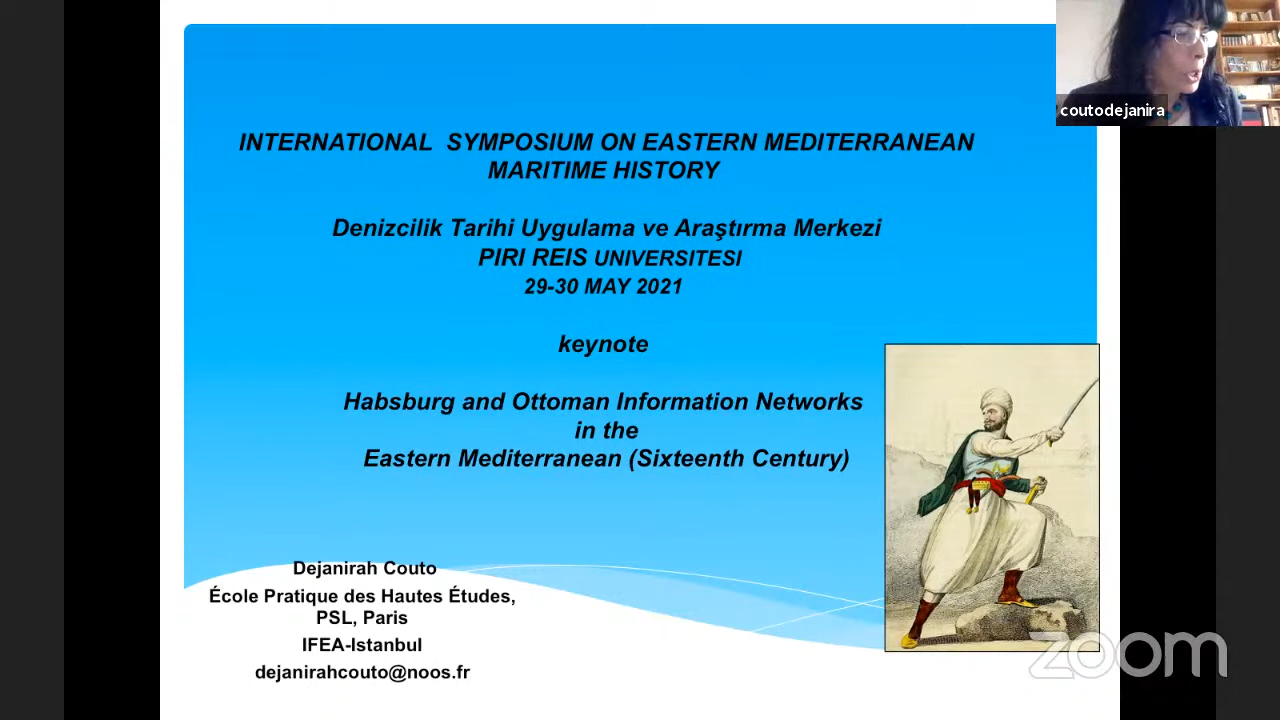 coutodejanira
INTERNATIONAL SYMPOSIUM ON EASTERN MEDITERRANEAN
MARITIME HISTORY
Denizcilik Tarihi Uygulama ve Araştırma Merkezi
PIRI REIS UNIVERSITESI
29-30 MAY 2021
keynote
Habsburg and Ottoman Information Networks
in the
Eastern Mediterranean (Sixteenth Century)
Dejanirah Couto
École Pratique des Hautes Études,
PSL, Paris
IFEA-Istanbul
dejanirahcouto@noos.fr
zoom